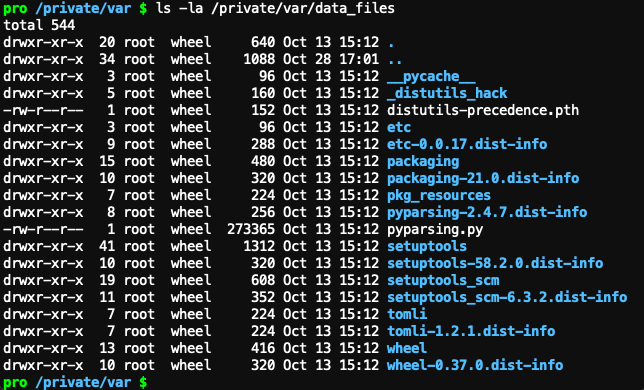 pro /private/var $ ls -la /private/var/data_files
total 544
drwxr-xr-x  20 root  wheel     640 Oct 13 15:12 .
drwxr-xr-x  34 root  wheel    1088 Oct 28 17:01 ..
drwxr-xr-x   3 root  wheel      96 Oct 13 15:12 __pycache__
drwxr-xr-x   5 root  wheel     160 Oct 13 15:12 _distutils_hack
-rw-r--r--   1 root  wheel     152 Oct 13 15:12 distutils-precedence.pth
drwxr-xr-x   3 root  wheel      96 Oct 13 15:12 etc
drwxr-xr-x   9 root  wheel     288 Oct 13 15:12 etc-0.0.17.dist-info
drwxr-xr-x  15 root  wheel     480 Oct 13 15:12 packaging
drwxr-xr-x  10 root  wheel     320 Oct 13 15:12 packaging-21.0.dist-info
drwxr-xr-x   7 root  wheel     224 Oct 13 15:12 pkg_resources
drwxr-xr-x   8 root  wheel     256 Oct 13 15:12 pyparsing-2.4.7.dist-info
-rw-r--r--   1 root  wheel  273365 Oct 13 15:12 pyparsing.py
drwxr-xr-x  41 root  wheel    1312 Oct 13 15:12 setuptools
drwxr-xr-x  10 root  wheel     320 Oct 13 15:12 setuptools-58.2.0.dist-info
drwxr-xr-x  19 root  wheel     608 Oct 13 15:12 setuptools_scm
drwxr-xr-x  11 root  wheel     352 Oct 13 15:12 setuptools_scm-6.3.2.dist-info
drwxr-xr-x   7 root  wheel     224 Oct 13 15:12 tomli
drwxr-xr-x   7 root  wheel     224 Oct 13 15:12 tomli-1.2.1.dist-info
drwxr-xr-x  13 root  wheel     416 Oct 13 15:12 wheel
drwxr-xr-x  10 root  wheel     320 Oct 13 15:12 wheel-0.37.0.dist-info
pro /private/var $